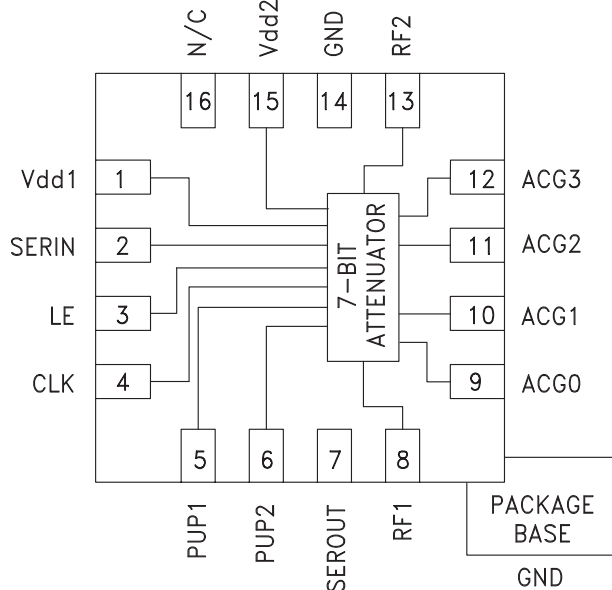 N/C
Vdd2
GND
RF2
16
15
14
13
Vdd1
1
12
ACG3
SERIN
2
11
ACG2
7-BIT
ATTENUATOR
LE
3
10
ACG1
CLK
4
9
ACG0
5
6
7
8
PUP1
PUP2
SEROUT
RF1
PACKAGE
BASE
GND